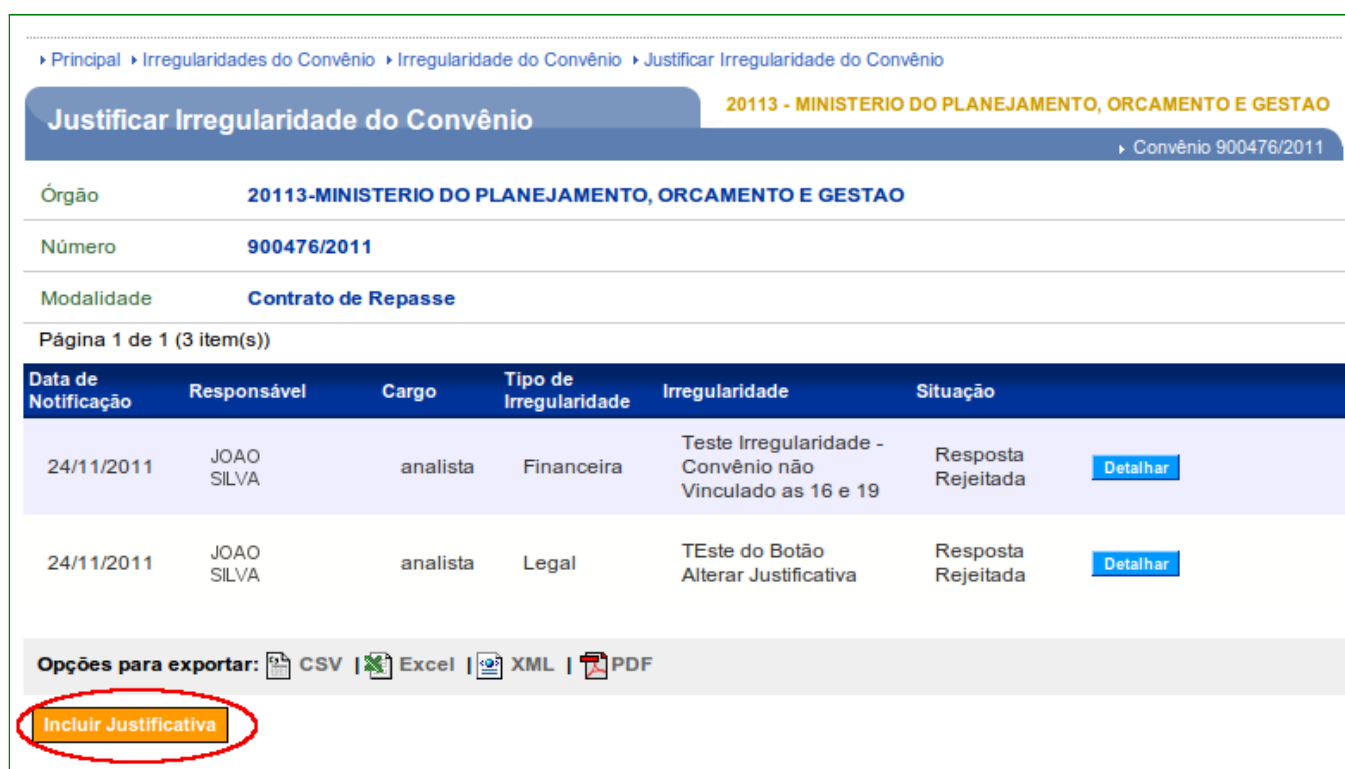 Principal Irregularidades do Convênio Irregularidade do Convênio Justificar Irregularidade do Convênio
Justificar Irregularidade do Convênio
20113 - MINISTERIO DO PLANEJAMENTO, ORCAMENTO E GESTAO
Convênio 900476/2011
Órgão 20113-MINISTERIO DO PLANEJAMENTO, ORCAMENTO E GESTAO
Número 900476/2011
Modalidade Contrato de Repasse
Página 1 de 1 (3 item(s))
Data de Notificação Responsável Cargo Tipo de Irregularidade Irregularidade Situação
24/11/2011 JOAO SILVA analista Financeira Teste Irregularidade - Convênio não Vinculado as 16 e 19 Resposta Rejeitada Detalhar
24/11/2011 JOAO SILVA analista Legal TEste do Botão Alterar Justificativa Resposta Rejeitada Detalhar
Opções para exportar: CSV | Excel | XML | PDF
Incluir Justificativa